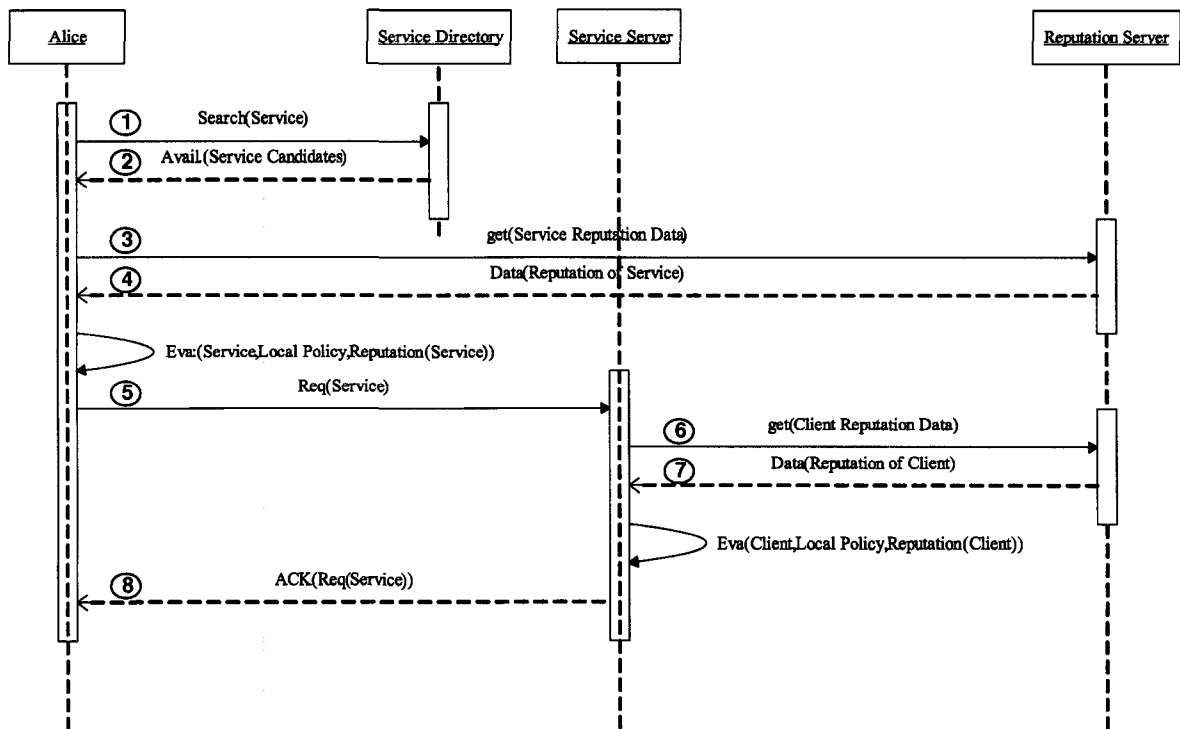 Alice
Service Directory
Service Server
Reputation Server
1
Search(Service)
2
Avail.(Service Candidates)
3
get(Service Reputation Data)
4
Data(Reputation of Service)
Eva:(Service,Local Policy,Reputation(Service))
5
Req(Service)
6
get(Client Reputation Data)
7
Data(Reputation of Client)
Eva(Client,Local Policy,Reputation(Client))
8
ACK(Req(Service))